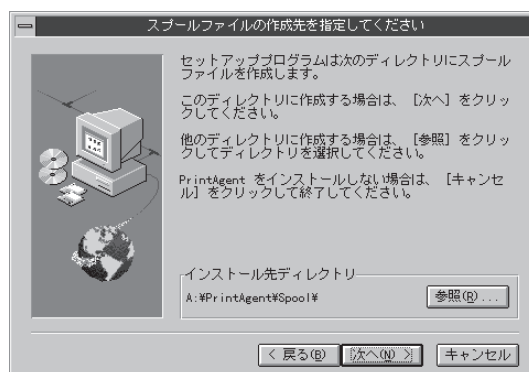 スプールファイルの作成先を指定してください
セットアッププログラムは次のディレクトリにスプール
ファイルを作成します。
このディレクトリに作成する場合は、［次へ］をクリッ
クしてください。
他のディレクトリに作成する場合は、［参照］をクリッ
クしてディレクトリを選択してください。
PrintAgent をインストールしない場合は、［キャンセ
ル］をクリックして終了してください。
インストール先ディレクトリ
A:¥PrintAgent¥Spool¥
参照(R)...
< 戻る(B)
次へ(N) >
キャンセル